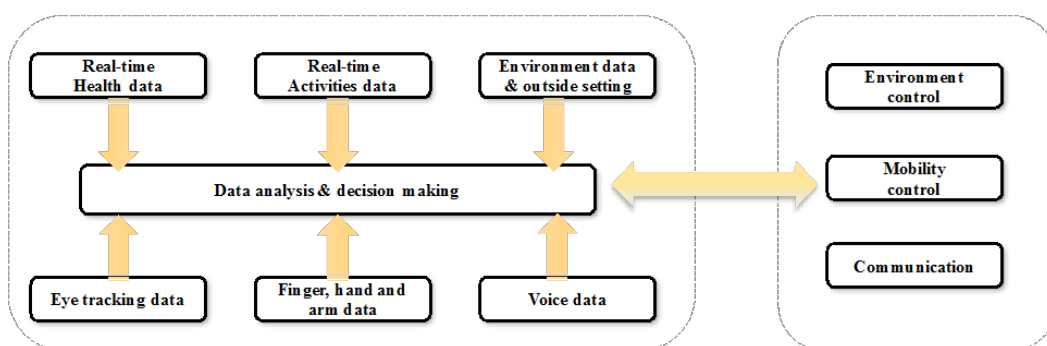 Real-time
Health data
Real-time
Activities data
Environment data
& outside setting
Data analysis & decision making
Eye tracking data
Finger, hand and
arm data
Voice data
Environment
control
Mobility
control
Communication